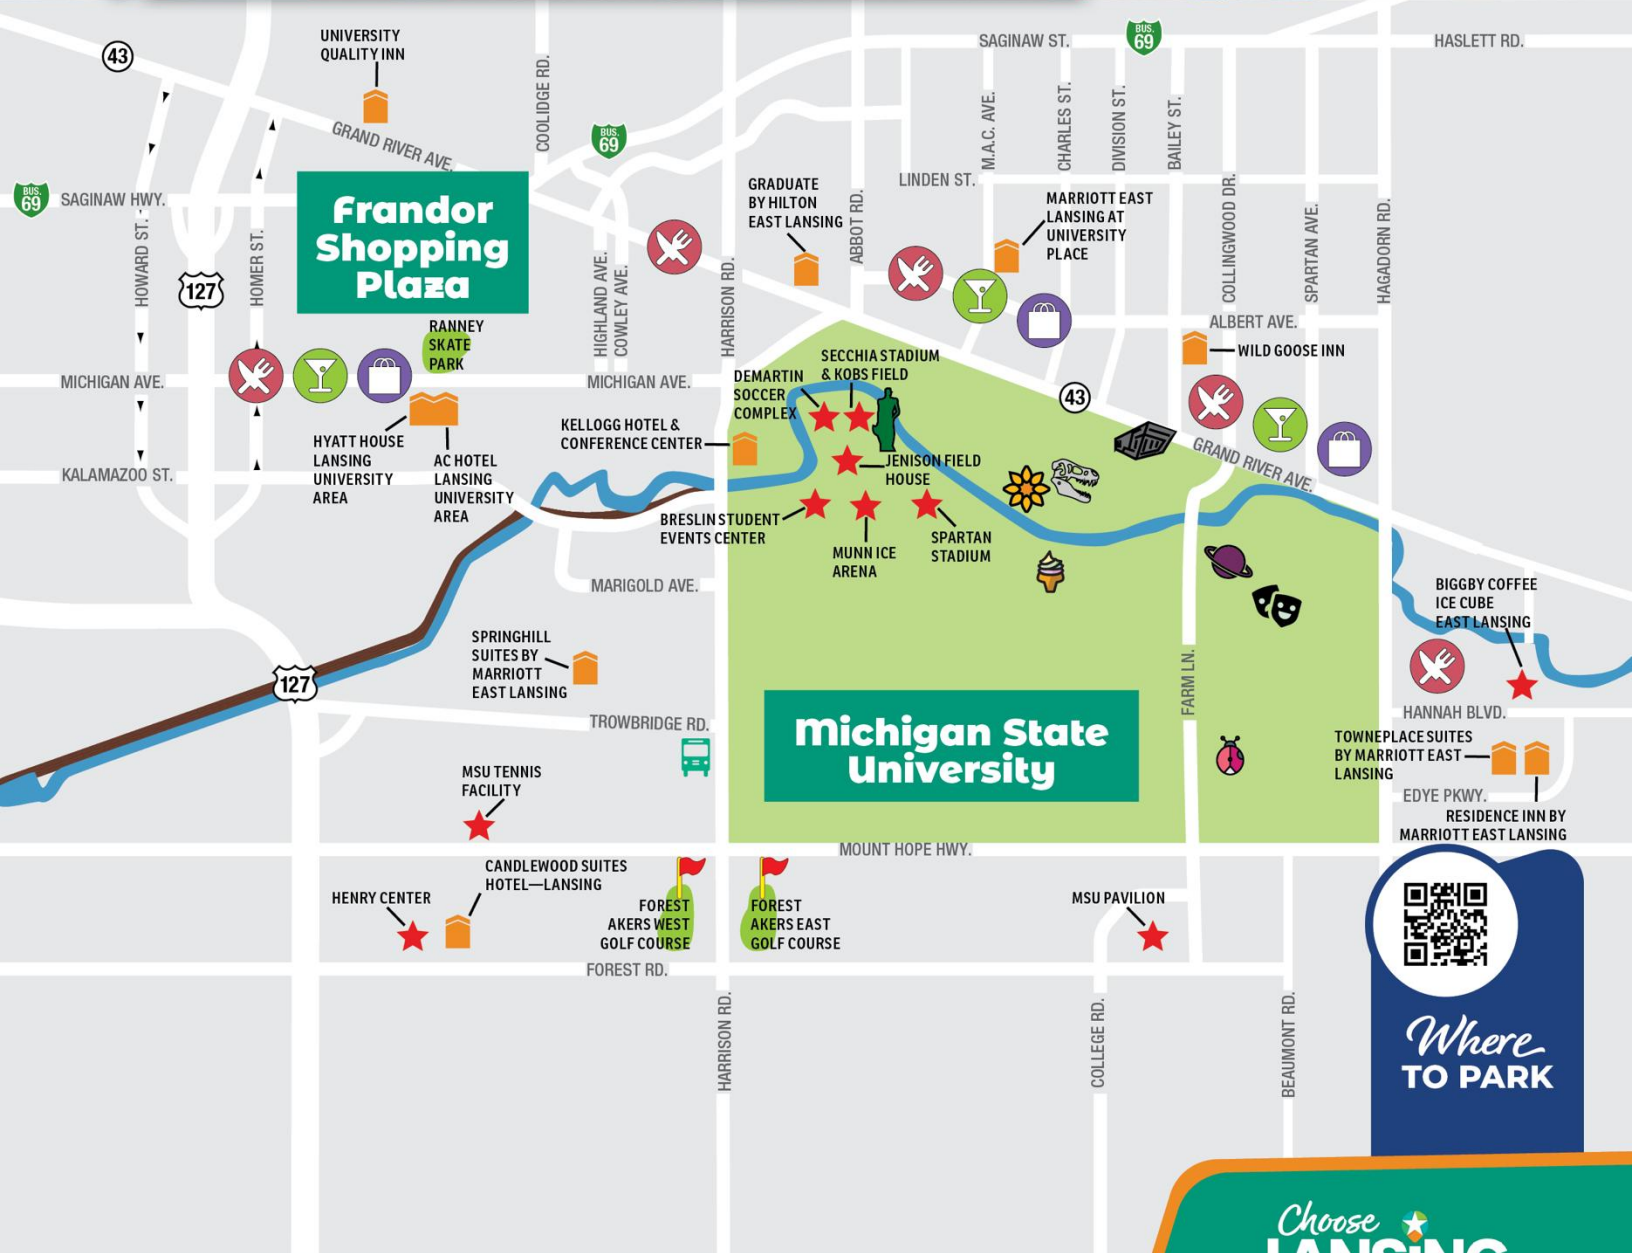 UNIVERSITY
QUALITY INN
43
BUS.
69
SAGINAW ST.
HASLETT RD.
COOLIDGE RD.
GRAND RIVER AVE.
BUS.
69
M.A.C. AVE.
CHARLES ST.
DIVISION ST.
BAILEY ST.
BUS.
69
SAGINAW HWY.
LINDEN ST.
Frandor
Shopping
Plaza
GRADUATE
BY HILTON
EAST LANSING
MARRIOTT EAST
LANSING AT
UNIVERSITY
PLACE
ABBOT RD.
COLLINGWOOD DR.
SPARTAN AVE.
HAGADORN RD.
HOWARD ST.
127
HOMER ST.
HIGHLAND AVE.
COWLEY AVE.
HARRISON RD.
RANNEY
SKATE
PARK
ALBERT AVE.
WILD GOOSE INN
MICHIGAN AVE.
MICHIGAN AVE.
SECCHIA STADIUM
& KOBS FIELD
DEMARTIN
SOCCER
COMPLEX
43
KELLOGG HOTEL &
CONFERENCE CENTER
HYATT HOUSE
LANSING
UNIVERSITY
AREA
AC HOTEL
LANSING
UNIVERSITY
AREA
KALAMAZOO ST.
JENISON FIELD
HOUSE
GRAND RIVER AVE.
BRESLIN STUDENT
EVENTS CENTER
MUNN ICE
ARENA
SPARTAN
STADIUM
MARIGOLD AVE.
BIGGBY COFFEE
ICE CUBE
EAST LANSING
SPRINGHILL
SUITES BY
MARRIOTT
EAST LANSING
127
FARM LN.
TROWBRIDGE RD.
Michigan State
University
HANNAH BLVD.
TOWNEPLACE SUITES
BY MARRIOTT EAST
LANSING
MSU TENNIS
FACILITY
EDYE PKWY.
RESIDENCE INN BY
MARRIOTT EAST LANSING
MOUNT HOPE HWY.
CANDLEWOOD SUITES
HOTEL—LANSING
HENRY CENTER
FOREST
AKERS WEST
GOLF COURSE
FOREST
AKERS EAST
GOLF COURSE
MSU PAVILION
FOREST RD.
HARRISON RD.
COLLEGE RD.
BEAUMONT RD.
Where
TO PARK
Choose
LANSING